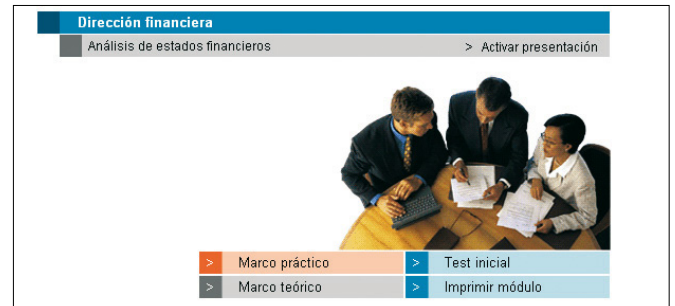 Dirección financiera
Análisis de estados financieros > Activar presentación
> Marco práctico > Test inicial
> Marco teórico > Imprimir módulo